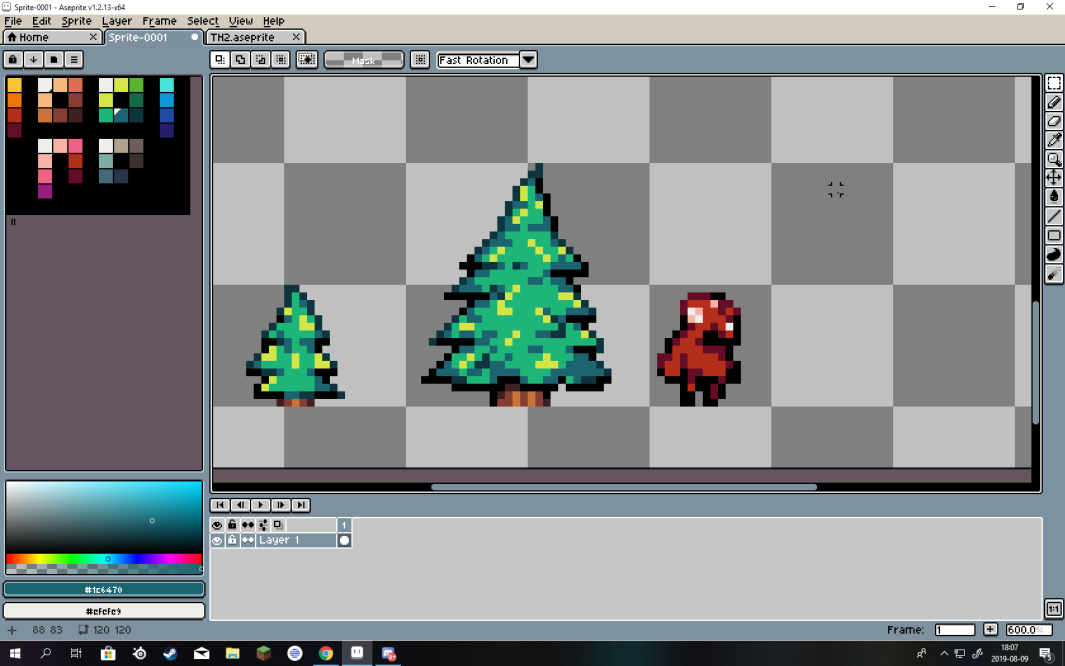 Sprite-0001 - Aseprite v1.2.13-x64
File Edit Sprite Layer Frame Select View Help
Home Sprite-0001 TH2.aseprite
Mask Fast Rotation
1
Layer 1
#1c6470
#efefe9
88 83 120 120 Frame: 1 600.0
1:1
18:07
2019-08-09